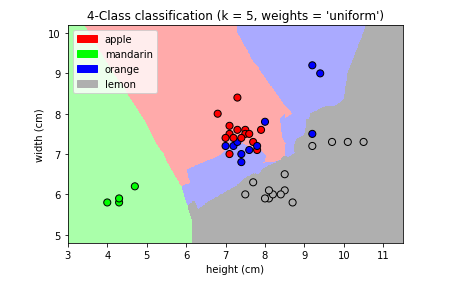 4-Class classification (k = 5, weights = 'uniform')
apple
mandarin
orange
lemon
10
9
8
7
6
5
width (cm)
3 4 5 6 7 8 9 10 11
height (cm)